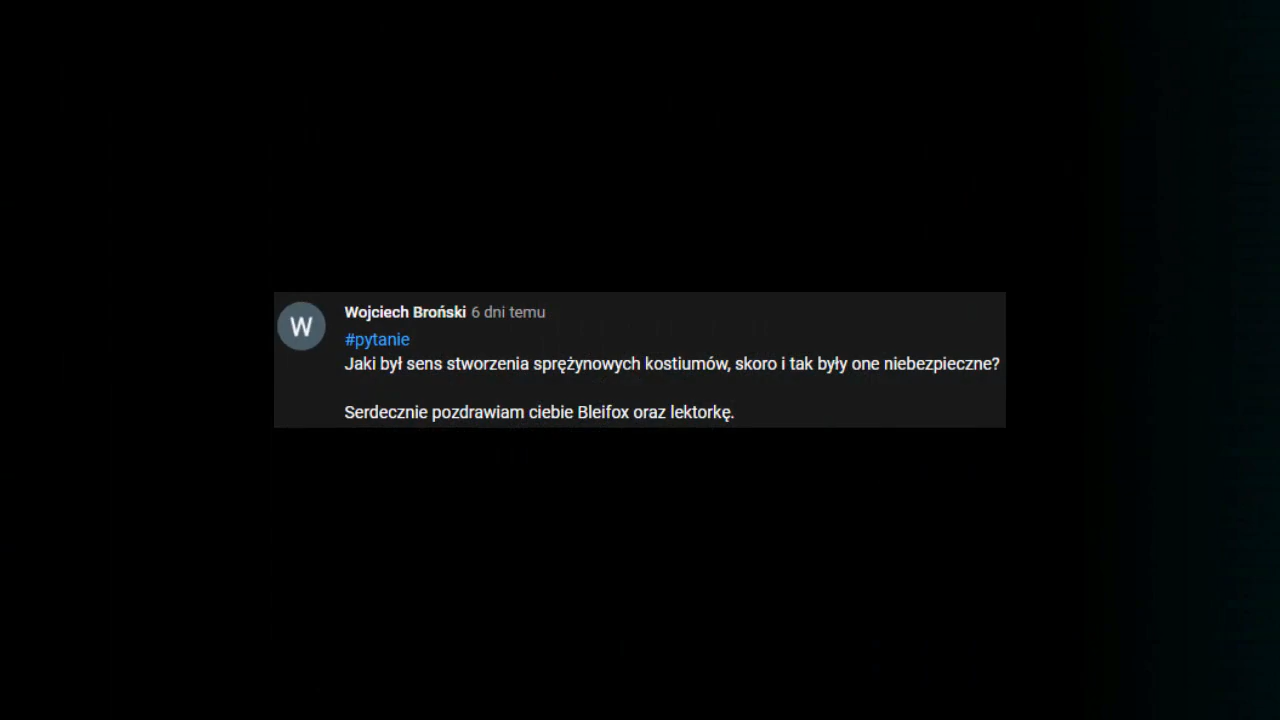 W
Wojciech Broński 6 dni temu
#pytanie
Jaki był sens stworzenia sprężynowych kostiumów, skoro i tak były one niebezpieczne?
Serdecznie pozdrawiam ciebie Bleifox oraz lektorkę.